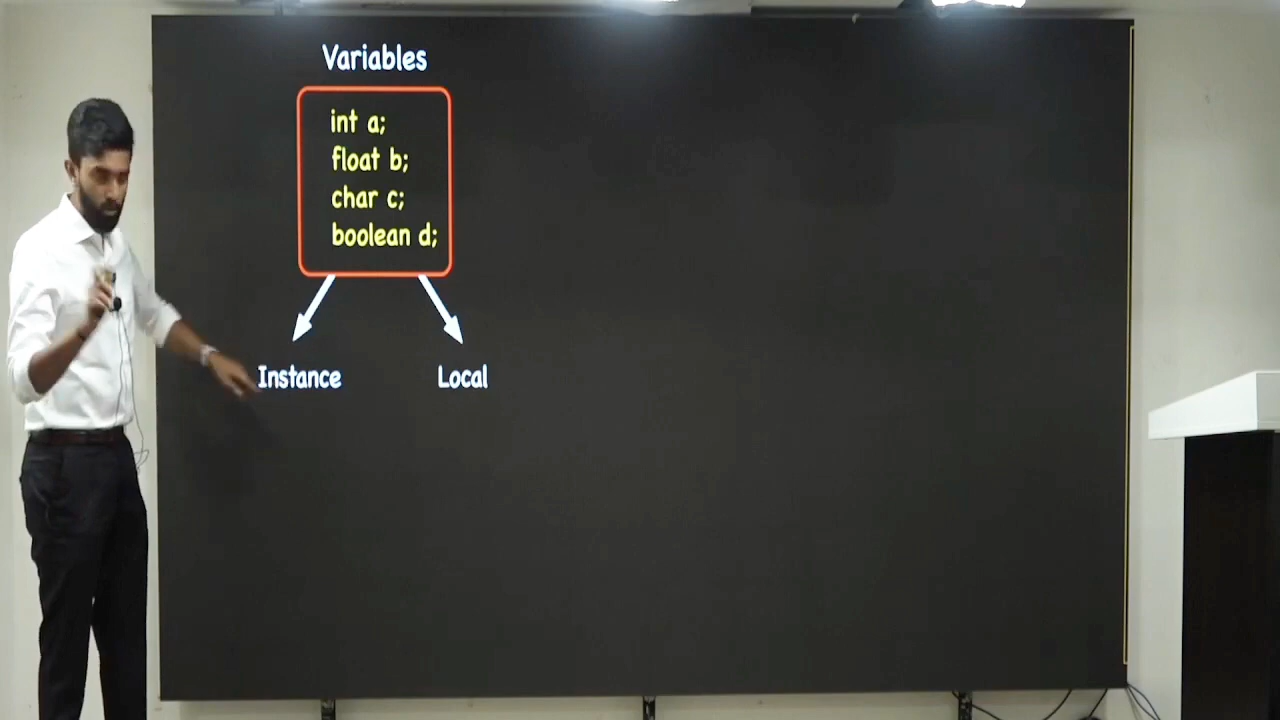 Variables
int a;
float b;
char c;
boolean d;
Instance
Local